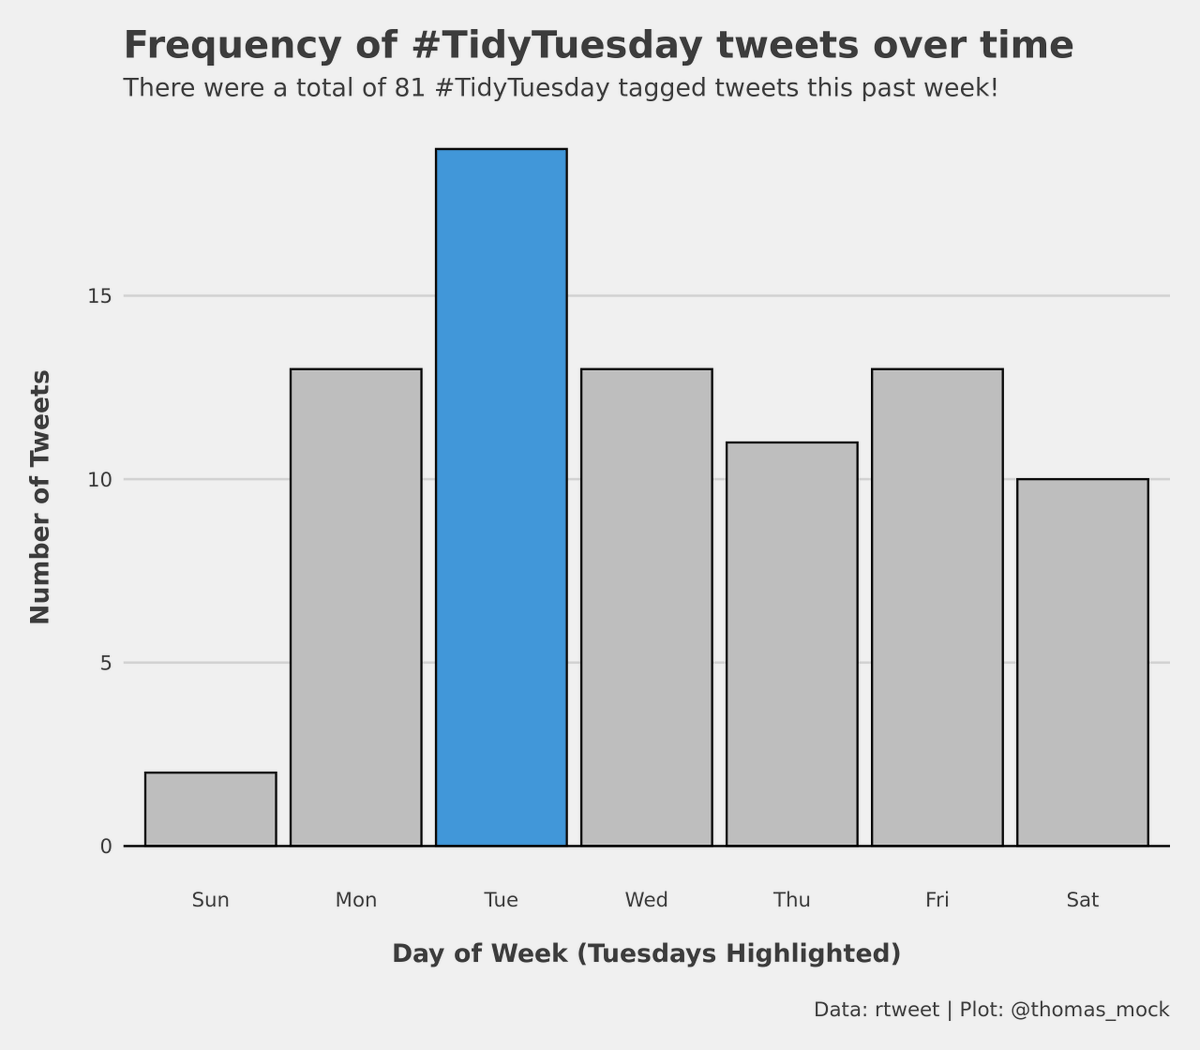 Frequency of #TidyTuesday tweets over time
There were a total of 81 #TidyTuesday tagged tweets this past week!
Number of Tweets
15
10
5
0
Sun Mon Tue Wed Thu Fri Sat
Day of Week (Tuesdays Highlighted)
Data: rtweet | Plot: @thomas_mock